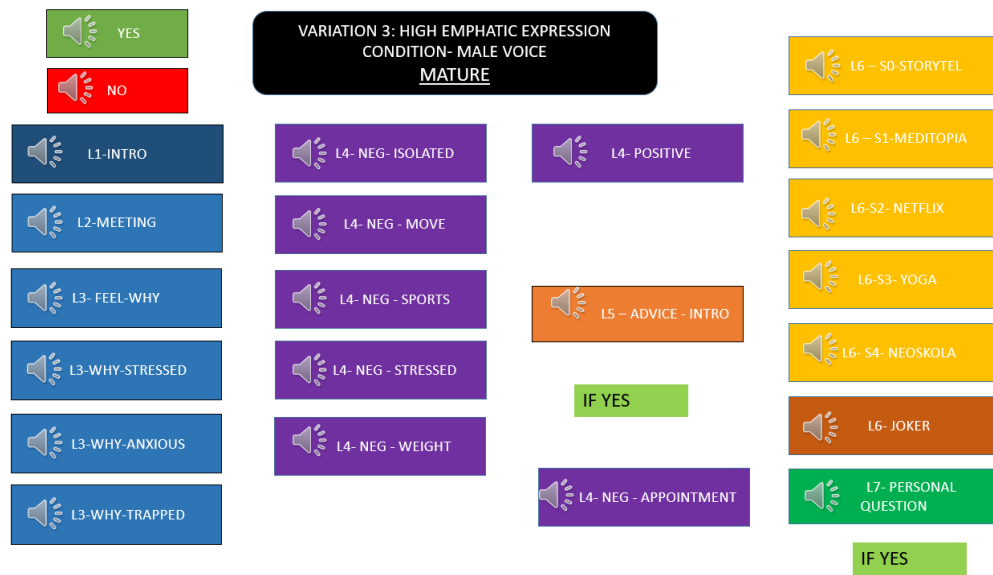 YES
NO
VARIATION 3: HIGH EMPHATIC EXPRESSION
CONDITION- MALE VOICE
MATURE
L1-INTRO
L2-MEETING
L3- FEEL-WHY
L3-WHY-STRESSED
L3-WHY-ANXIOUS
L3-WHY-TRAPPED
L4- NEG- ISOLATED
L4- NEG - MOVE
L4- NEG - SPORTS
L4- NEG - STRESSED
L4- NEG - WEIGHT
L4- POSITIVE
L5 – ADVICE - INTRO
IF YES
L4- NEG - APPOINTMENT
L6 – S0-STORYTEL
L6 – S1-MEDITOPIA
L6-S2- NETFLIX
L6-S3- YOGA
L6- S4- NEOSKOLA
L6- JOKER
L7- PERSONAL
QUESTION
IF YES